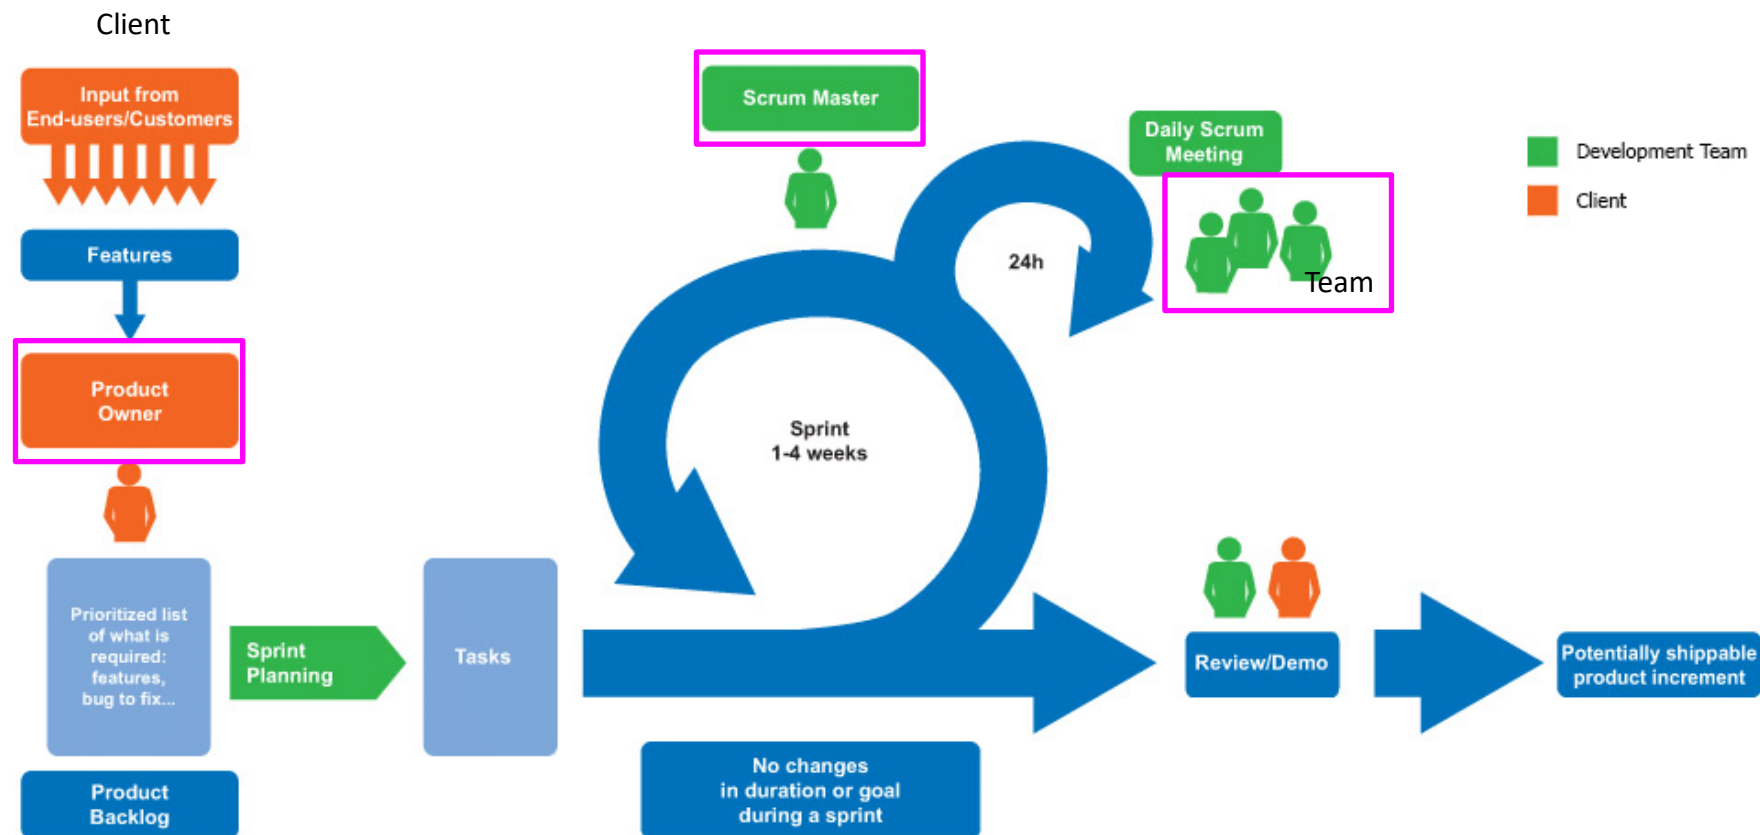 Client
Input from
End-users/Customers
Features
Product
Owner
Prioritized list
of what is
required:
features,
bug to fix...
Product
Backlog
Sprint
Planning
Tasks
Scrum Master
Sprint
1-4 weeks
24h
Daily Scrum
Meeting
Team
No changes
in duration or goal
during a sprint
Review/Demo
Potentially shippable
product increment
Development Team
Client